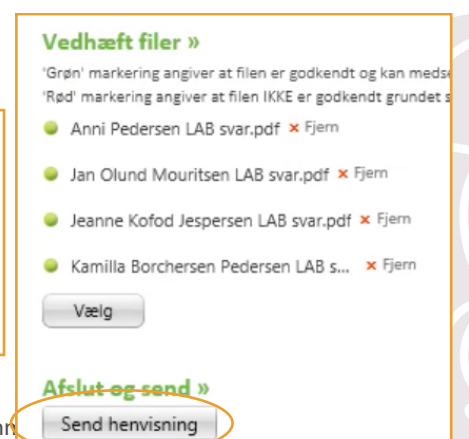 Vedhæft filer »
'Grøn' markering angiver at filen er godkendt og kan
'Rød' markering angiver at filen IKKE er godkendt grundet
Anni Pedersen LAB svar.pdf × Fjern
Jan Olund Mouritsen LAB svar.pdf × Fjern
Jeanne Kofod Jespersen LAB svar.pdf × Fjern
Kamilla Borchersen Pedersen LAB s... × Fjern
Vælg
Afslut og send »
Send henvisning